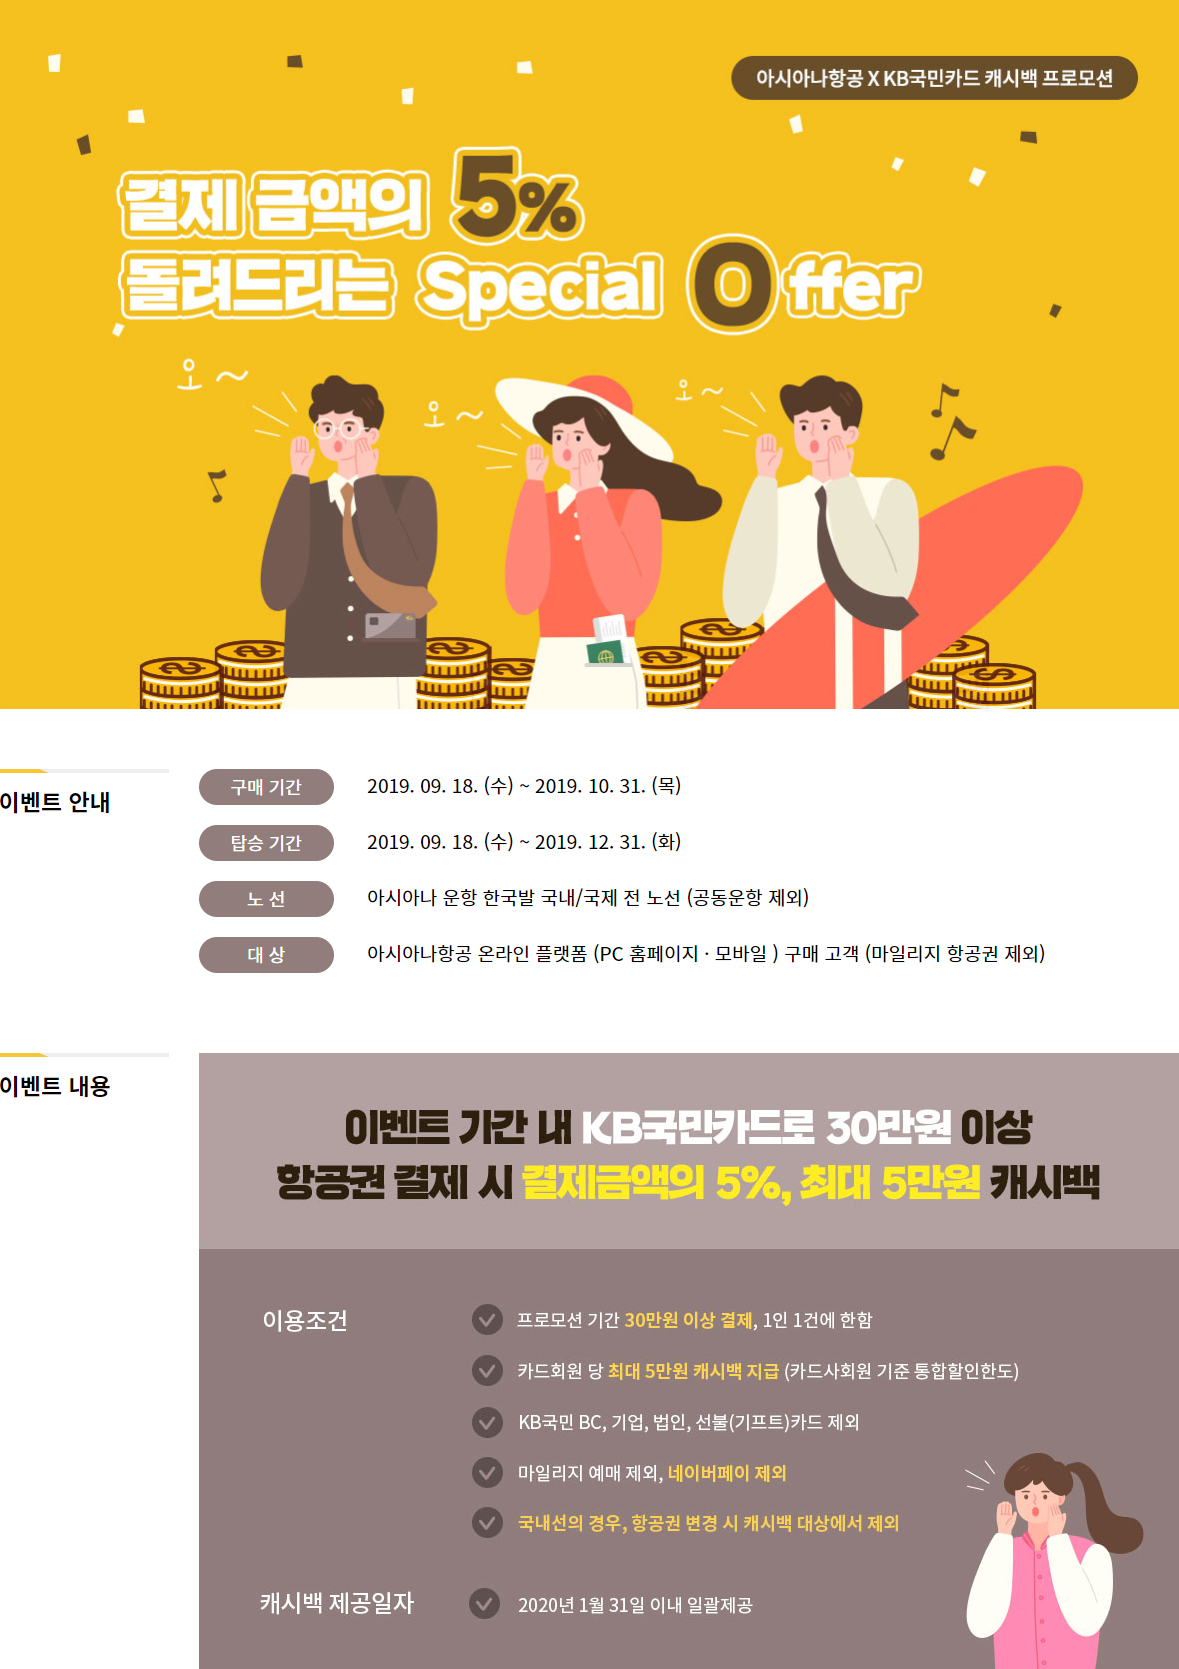 아시아나항공 X KB국민카드 캐시백 프로모션
결제 금액의 5%
돌려드리는 Special Offer
오~
오~
오~
이벤트 안내
구매 기간 2019. 09. 18. (수) ~ 2019. 10. 31. (목)
탑승 기간 2019. 09. 18. (수) ~ 2019. 12. 31. (화)
노 선 아시아나 운항 한국발 국내/국제 전 노선 (공동운항 제외)
대 상 아시아나항공 온라인 플랫폼 (PC 홈페이지 · 모바일 ) 구매 고객 (마일리지 항공권 제외)
이벤트 내용
이벤트 기간 내 KB국민카드로 30만원 이상
항공권 결제 시 결제금액의 5%, 최대 5만원 캐시백
이용조건
프로모션 기간 30만원 이상 결제, 1인 1건에 한함
카드회원 당 최대 5만원 캐시백 지급 (카드사회원 기준 통합할인한도)
KB국민 BC, 기업, 법인, 선불(기프트)카드 제외
마일리지 예매 제외, 네이버페이 제외
국내선의 경우, 항공권 변경 시 캐시백 대상에서 제외
캐시백 제공일자
2020년 1월 31일 이내 일괄제공